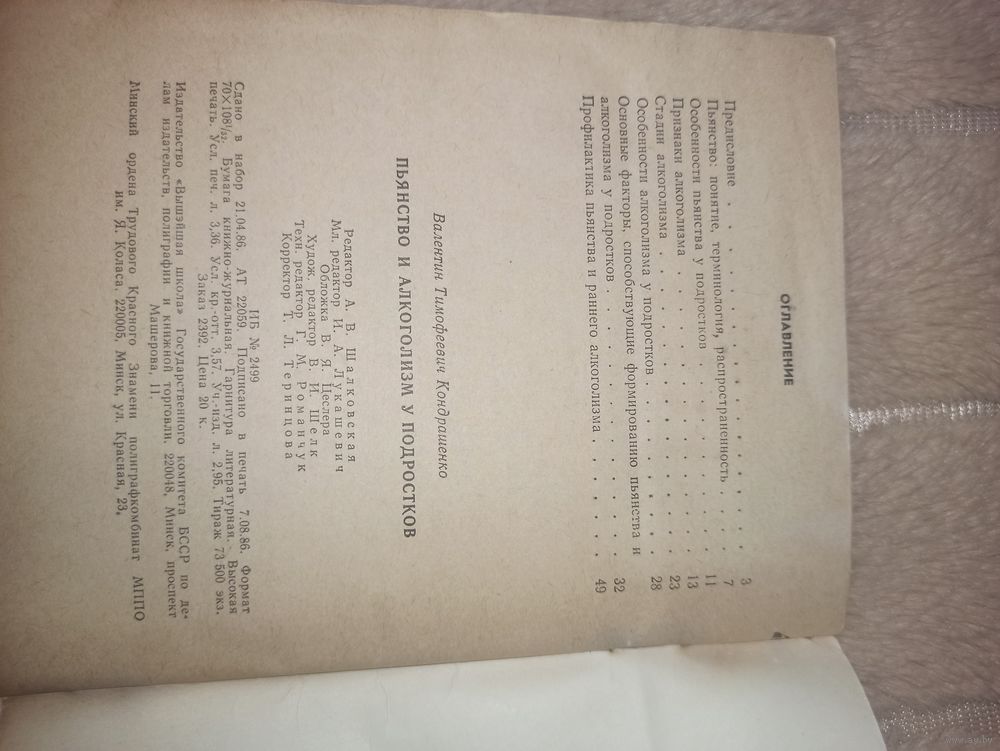 ОГЛАВЛЕНИЕ
Предисловие . . . . . . . . . . . . . . 3
Пьянство: понятие, терминология, распространенность . . . 7
Особенности пьянства у подростков . . . . . . . . 11
Признаки алкоголизма . . . . . . . . . . . 13
Стадии алкоголизма . . . . . . . . . . . . 23
Особенности алкоголизма у подростков . . . . . . . 28
Основные факторы, способствующие формированию пьянства и
алкоголизма у подростков . . . . . . . . . . 32
Профилактика пьянства и раннего алкоголизма . . . . . 49
Валентин Тимофеевич Кондрашенко
ПЬЯНСТВО И АЛКОГОЛИЗМ У ПОДРОСТКОВ
Редактор А. В. Шалковская
Мл. редактор И. А. Лукашевич
Обложка В. Я. Цеслера
Худож. редактор В. И. Шелк
Техн. редактор Г. М. Романчук
Корректор Т. Л. Теринцова
ИБ № 2499
Сдано в набор 21.04.86. АТ 22059. Подписано в печать 7.08.86. Формат
70×108¹/₃₂. Бумага книжно-журнальная. Гарнитура литературная. Высокая
печать. Усл. печ. л. 3,36. Усл. кр.-отт. 3,57. Уч.-изд. л. 2,95. Тираж 73 500 экз.
Заказ 2392. Цена 20 к.
Издательство «Вышэйшая школа» Государственного комитета БССР по де-
лам издательств, полиграфии и книжной торговли. 220048, Минск, проспект
Машерова, 11.
Минский ордена Трудового Красного Знамени полиграфкомбинат МППО
им. Я. Коласа. 220005, Минск, ул. Красная, 23.
www.ay.by